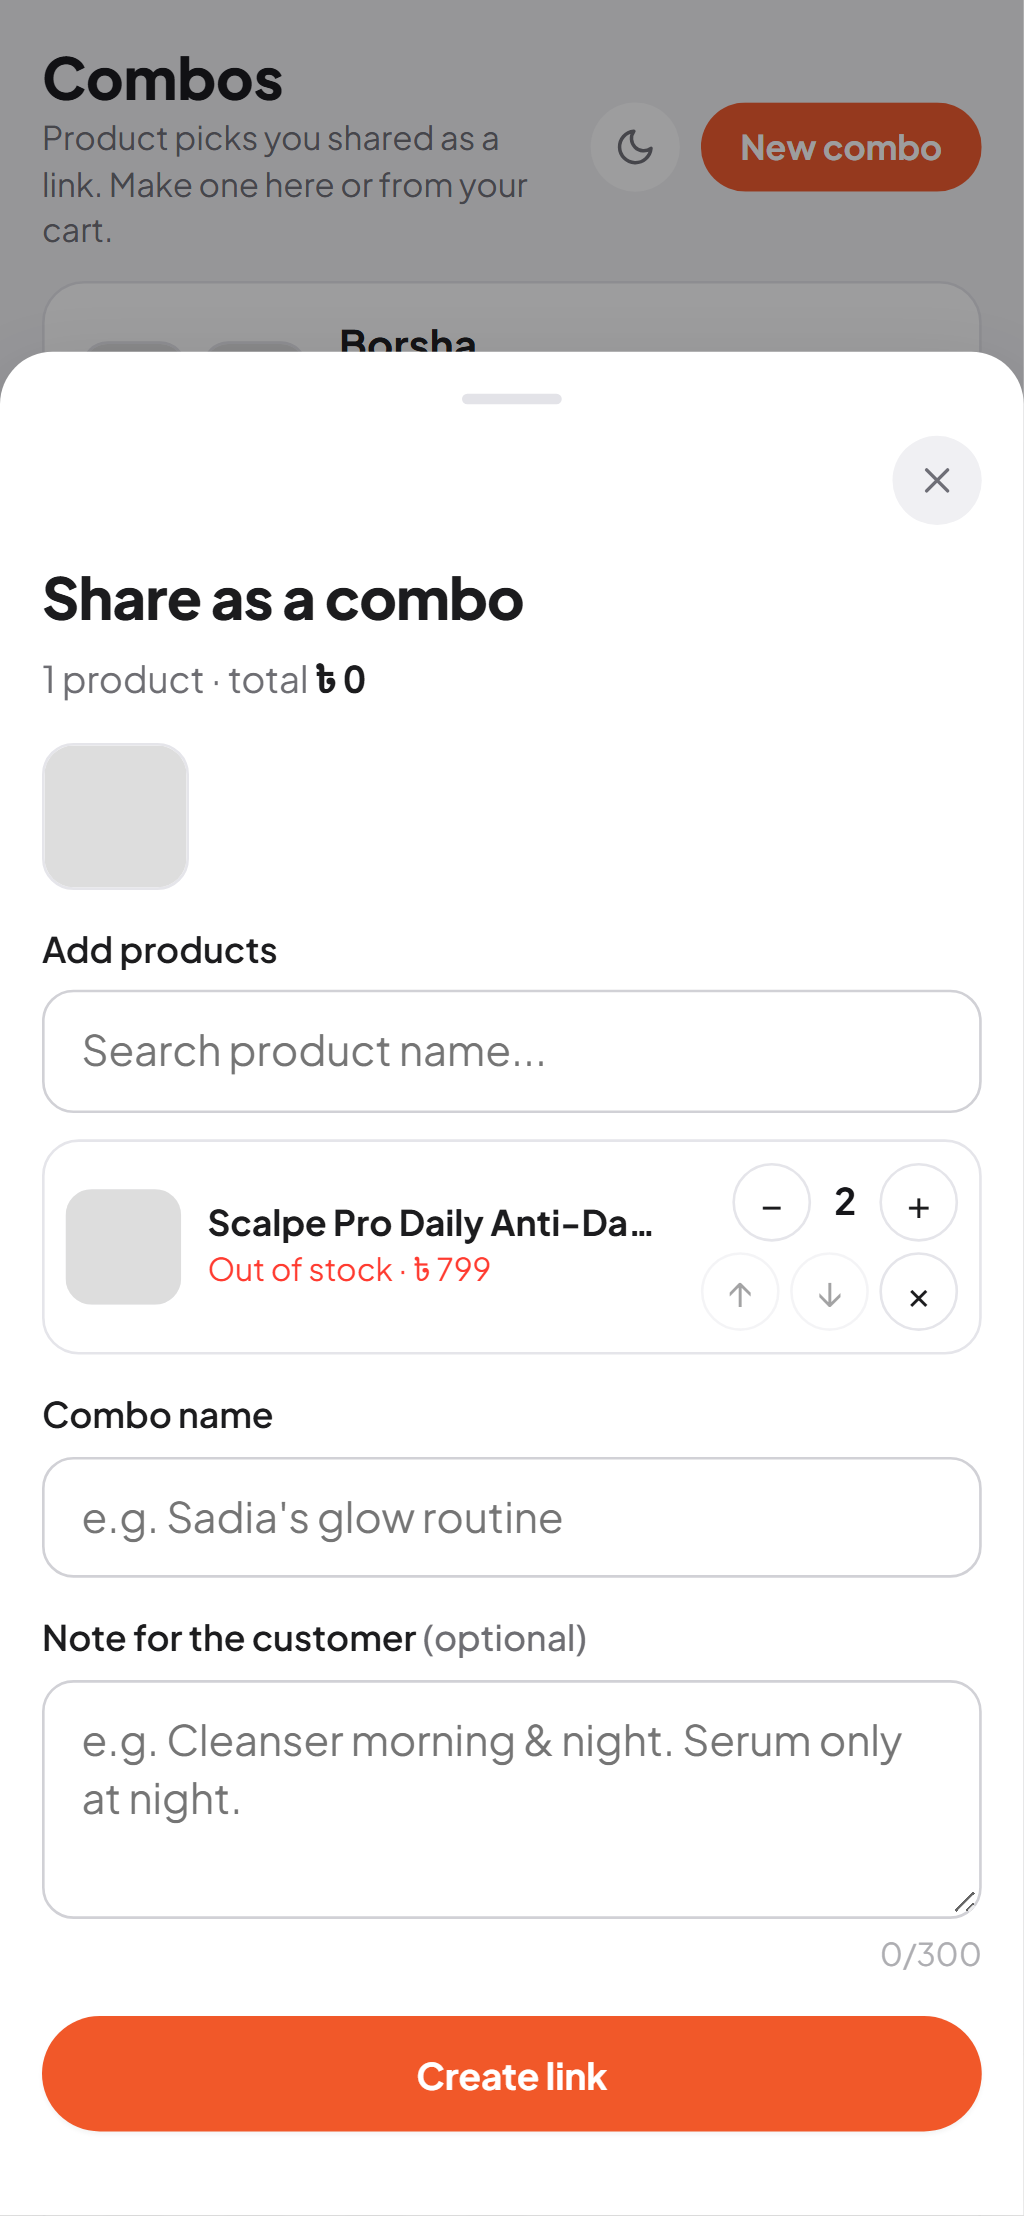 Combos
Product picks you shared as a
link. Make one here or from your
cart.
New combo
Borsha
Share as a combo
1 product · total ৳ 0
Add products
Search product name...
Scalpe Pro Daily Anti-Da...
Out of stock · ৳ 799
− 2 +
↑ ↓ ×
Combo name
e.g. Sadia's glow routine
Note for the customer (optional)
e.g. Cleanser morning & night. Serum only
at night.
0/300
Create link